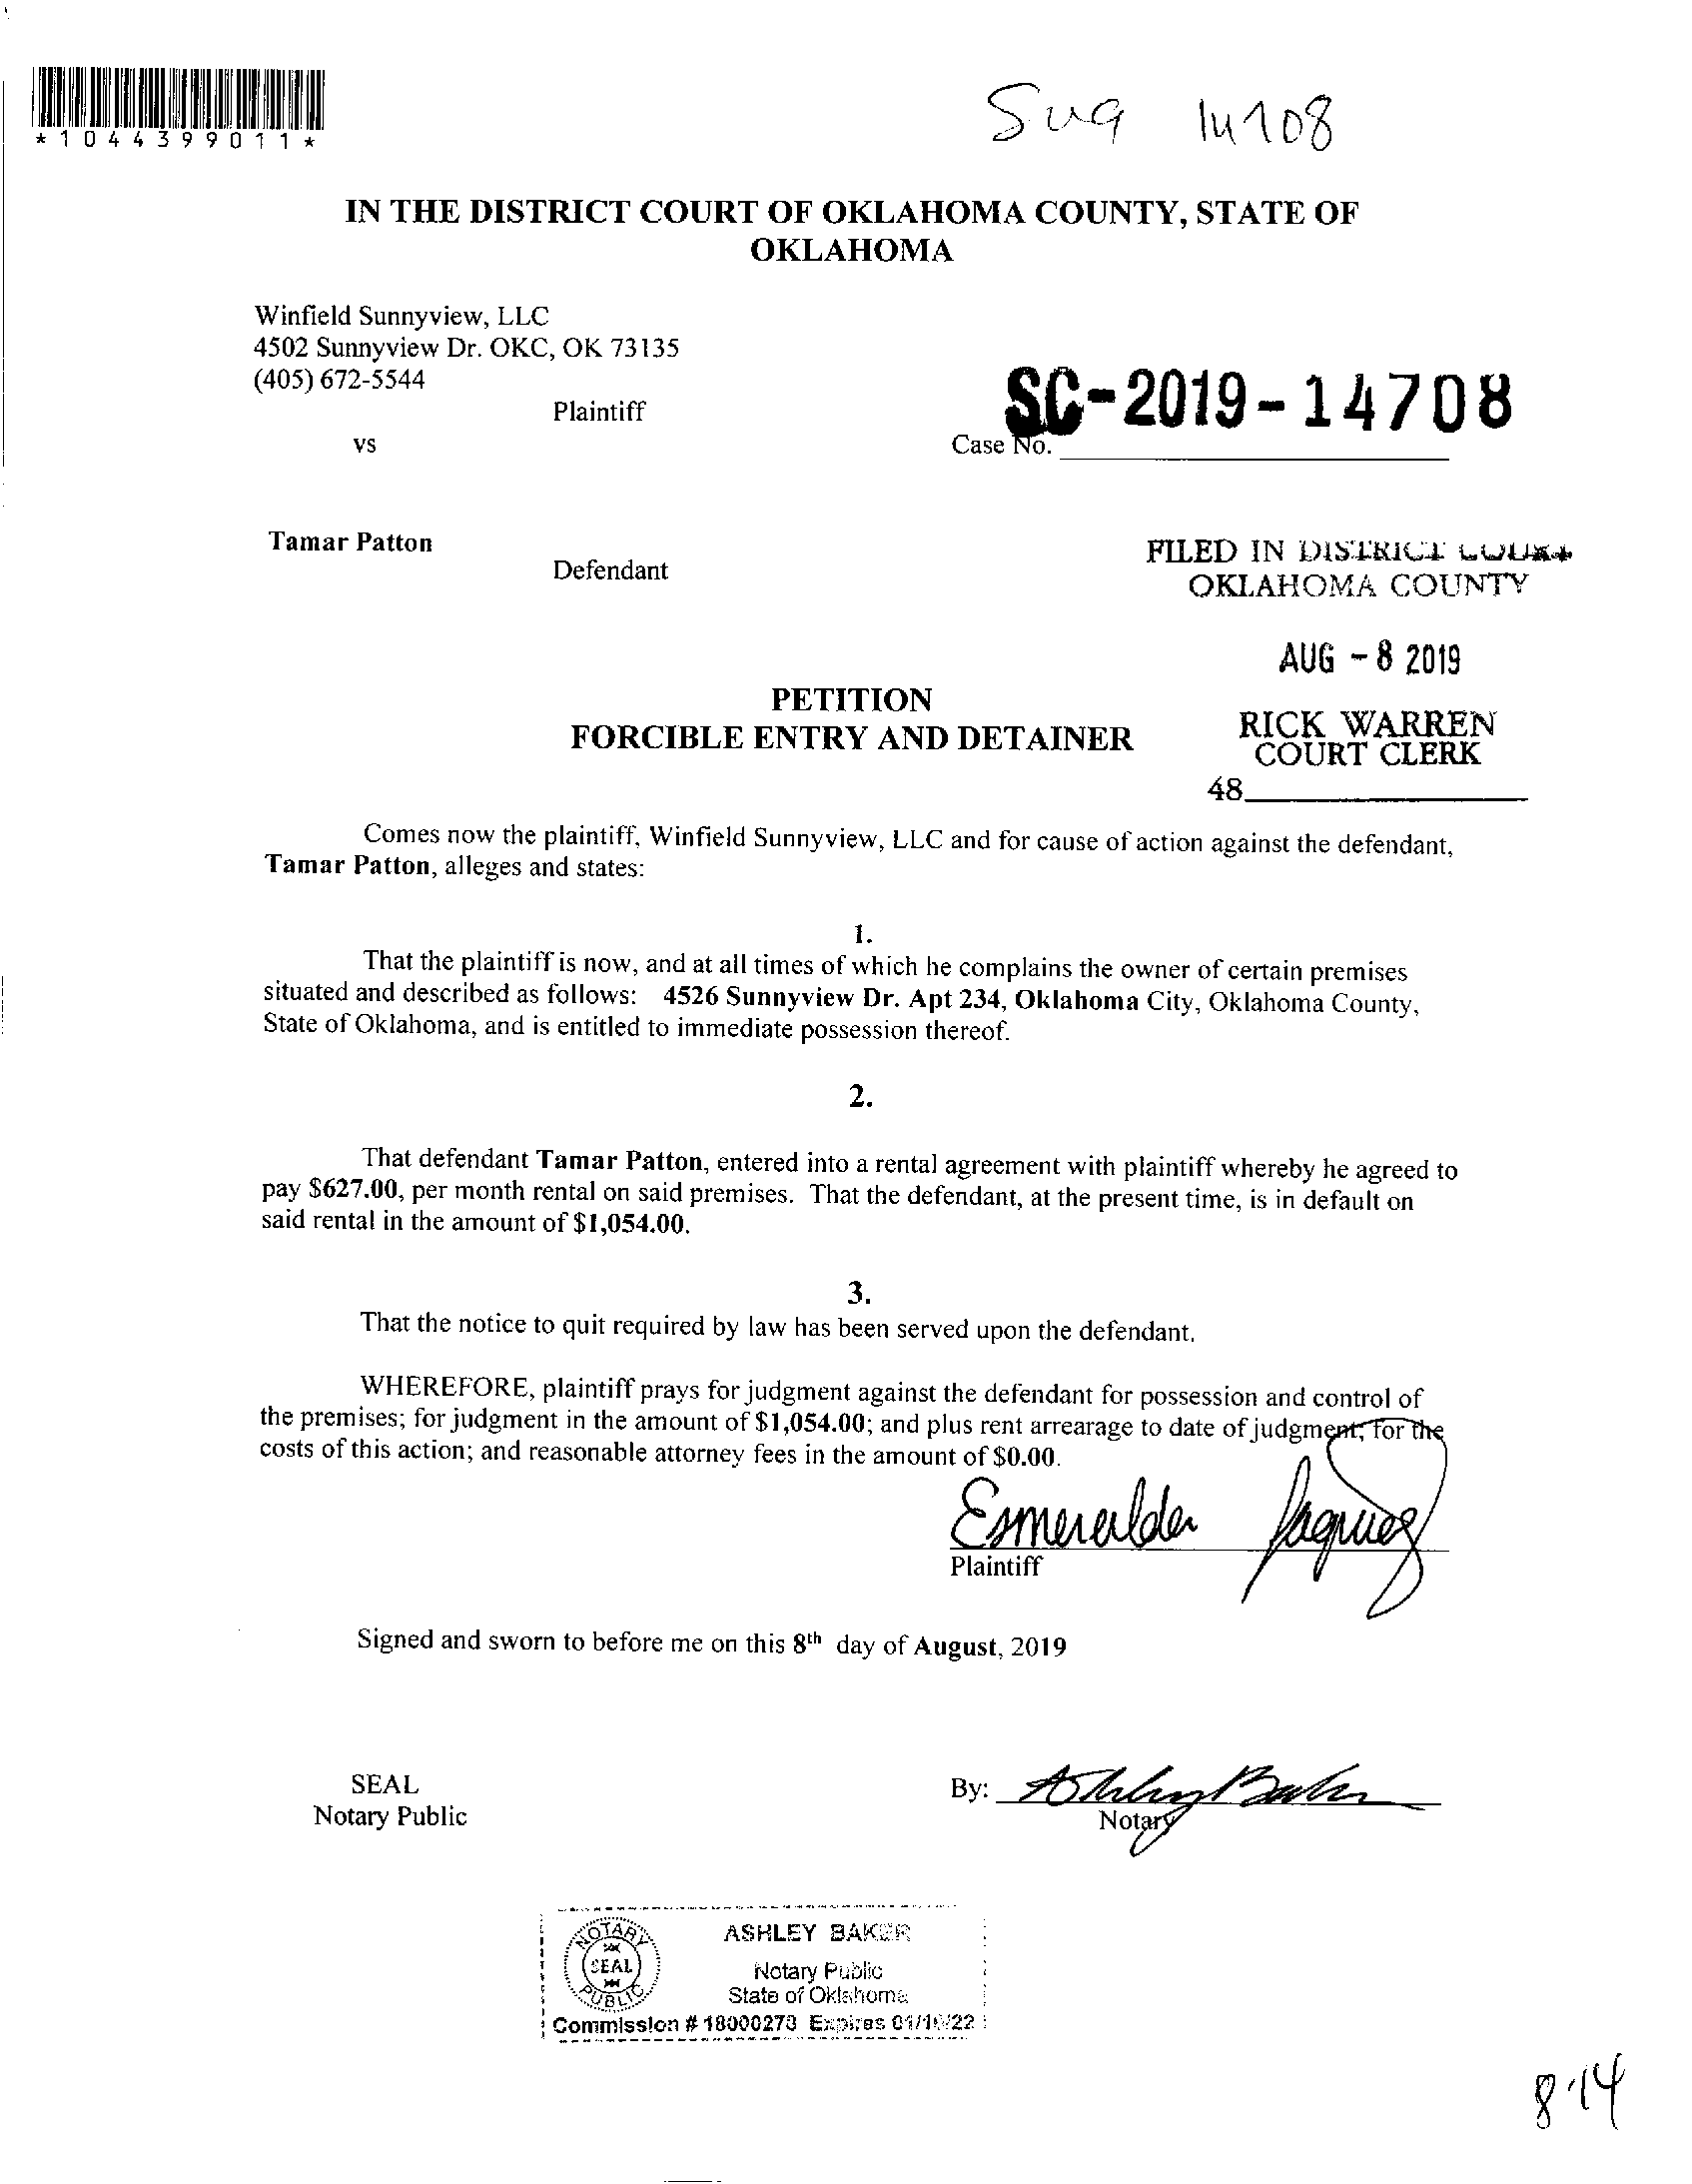 *1044399011*
IN THE DISTRICT COURT OF OKLAHOMA COUNTY, STATE OF
OKLAHOMA
Winfield Sunnyview, LLC
4502 Sunnyview Dr. OKC, OK 73135
(405) 672-5544
Plaintiff
vs
SC-2019-14708
Case No.
Tamar Patton
Defendant
FILED IN DISTRICT COURT
OKLAHOMA COUNTY
AUG - 8 2019
RICK WARREN
COURT CLERK
48
PETITION
FORCIBLE ENTRY AND DETAINER
Comes now the plaintiff, Winfield Sunnyview, LLC and for cause of action against the defendant,
Tamar Patton, alleges and states:
1.
That the plaintiff is now, and at all times of which he complains the owner of certain premises
situated and described as follows: 4526 Sunnyview Dr. Apt 234, Oklahoma City, Oklahoma County,
State of Oklahoma, and is entitled to immediate possession thereof.
2.
That defendant Tamar Patton, entered into a rental agreement with plaintiff whereby he agreed to
pay $627.00, per month rental on said premises. That the defendant, at the present time, is in default on
said rental in the amount of $1,054.00.
3.
That the notice to quit required by law has been served upon the defendant.
WHEREFORE, plaintiff prays for judgment against the defendant for possession and control of
the premises; for judgment in the amount of $1,054.00; and plus rent arrearage to date of judgment; for the
costs of this action; and reasonable attorney fees in the amount of $0.00.
Esmeralda
Plaintiff
Signed and sworn to before me on this 8th day of August, 2019
SEAL
Notary Public
By: Ashley Baker
Notary
NOTARY
SEAL
PUBLIC
ASHLEY BAKER
Notary Public
State of Oklahoma
Commission # 18000273 Expires
8-14